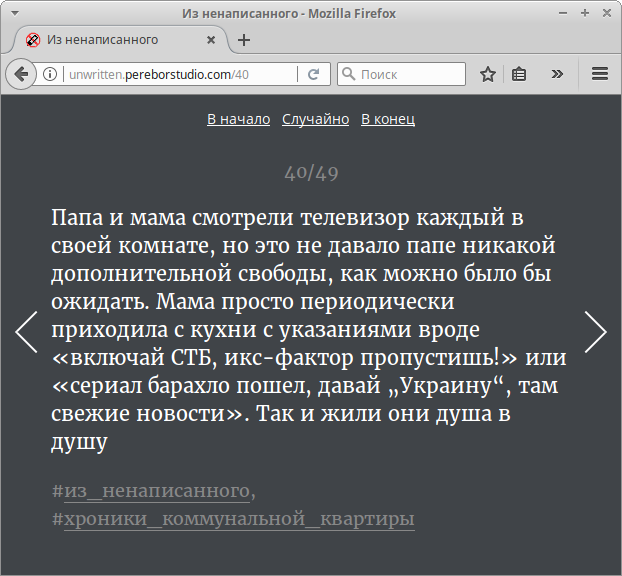 Из ненаписанного - Mozilla Firefox
Из ненаписанного
unwritten.pereborstudio.com/40
Поиск
В начало Случайно В конец
40/49
Папа и мама смотрели телевизор каждый в
своей комнате, но это не давало папе никакой
дополнительной свободы, как можно было бы
ожидать. Мама просто периодически
приходила с кухни с указаниями вроде
«включай СТБ, икс-фактор пропустишь!» или
«сериал барахло пошел, давай „Украину“, там
свежие новости». Так и жили они душа в
душу
#из_ненаписанного,
#хроники_коммунальной_квартиры